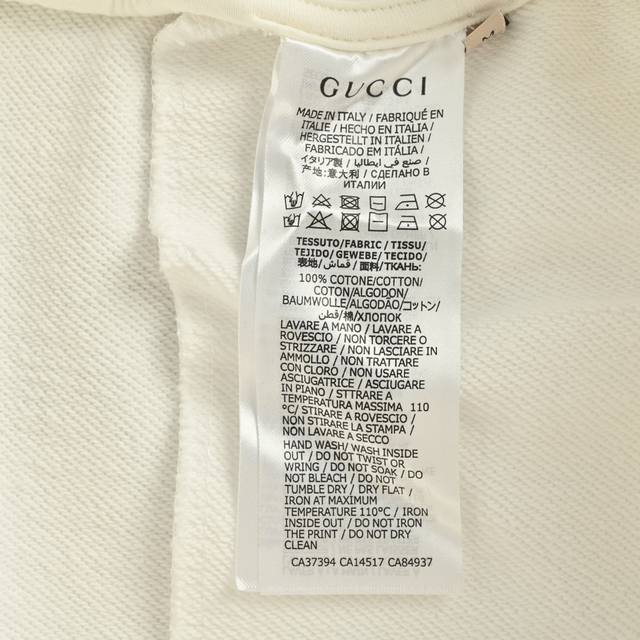 M
GUCCI
MADE IN ITALY / FABRIQUÉ EN
ITALIE / HECHO EN ITALIA /
HERGESTELLT IN ITALIEN /
FABRICADO EM ITÁLIA /
イタリア製 / صنع في ايطاليا /
产地:意大利 / СДЕЛАНО В
ИТАЛИИ
TESSUTO/FABRIC / TISSU/
TEJIDO/ GEWEBE/ TECIDO/
表地/ قماش/ 面料/ТКАНЬ:
100% COTONE/COTTON/
COTON/ALGODON/
BAUMWOLLE/ALGODÃO/コットン/
قطن/棉/ХЛОПОК
LAVARE A MANO / LAVARE A
ROVESCIO / NON TORCERE O
STRIZZARE / NON LASCIARE IN
AMMOLLO / NON TRATTARE
CON CLORO / NON USARE
ASCIUGATRICE / ASCIUGARE
IN PIANO / STTRARE A
TEMPERATURA MASSIMA 110
°C/ STIRARE A ROVESCIO /
NON STIRARE LA STAMPA /
NON LAVARE A SECCO
HAND WASH/ WASH INSIDE
OUT / DO NOT TWIST OR
WRING / DO NOT SOAK / DO
NOT BLEACH / DO NOT
TUMBLE DRY / DRY FLAT /
IRON AT MAXIMUM
TEMPERATURE 110°C / IRON
INSIDE OUT / DO NOT IRON
THE PRINT / DO NOT DRY
CLEAN
CA37394 CA14517 CA84937